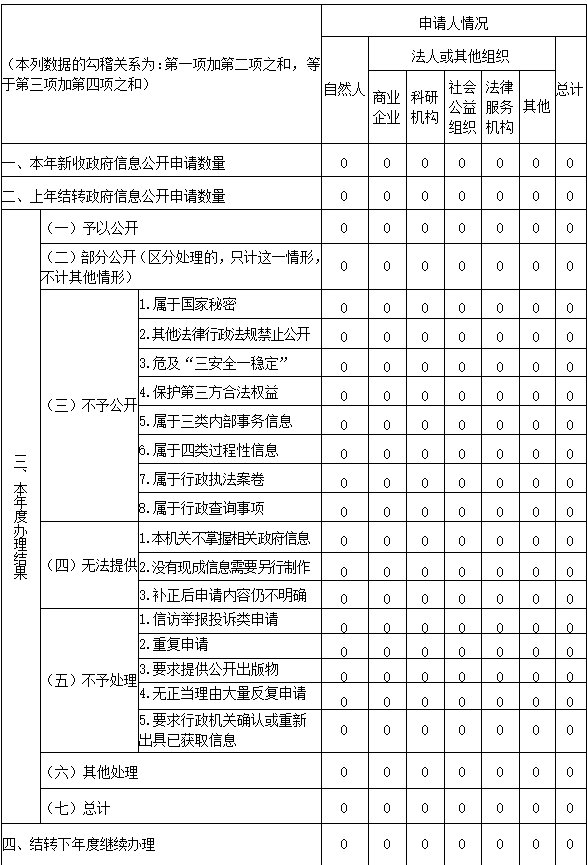 （本列数据的勾稽关系为:第一项加第二项之和，等
于第三项加第四项之和）
申请人情况
自然人
法人或其他组织
总计
商业
企业
科研
机构
社会
公益
组织
法律
服务
机构
其他
一、本年新收政府信息公开申请数量 0 0 0 0 0 0 0
二、上年结转政府信息公开申请数量 0 0 0 0 0 0 0
三、本年度办理结果
（一）予以公开 0 0 0 0 0 0 0
（二）部分公开（区分处理的，只计这一情形，
不计其他情形） 0 0 0 0 0 0 0
（三）不予公开
1.属于国家秘密 0 0 0 0 0 0 0
2.其他法律行政法规禁止公开 0 0 0 0 0 0 0
3.危及“三安全一稳定” 0 0 0 0 0 0 0
4.保护第三方合法权益 0 0 0 0 0 0 0
5.属于三类内部事务信息 0 0 0 0 0 0 0
6.属于四类过程性信息 0 0 0 0 0 0 0
7.属于行政执法案卷 0 0 0 0 0 0 0
8.属于行政查询事项 0 0 0 0 0 0 0
（四）无法提供
1.本机关不掌握相关政府信息 0 0 0 0 0 0 0
2.没有现成信息需要另行制作 0 0 0 0 0 0 0
3.补正后申请内容仍不明确 0 0 0 0 0 0 0
（五）不予处理
1.信访举报投诉类申请 0 0 0 0 0 0 0
2.重复申请 0 0 0 0 0 0 0
3.要求提供公开出版物 0 0 0 0 0 0 0
4.无正当理由大量反复申请 0 0 0 0 0 0 0
5.要求行政机关确认或重新
出具已获取信息 0 0 0 0 0 0 0
（六）其他处理 0 0 0 0 0 0 0
（七）总计 0 0 0 0 0 0 0
四、结转下年度继续办理 0 0 0 0 0 0 0